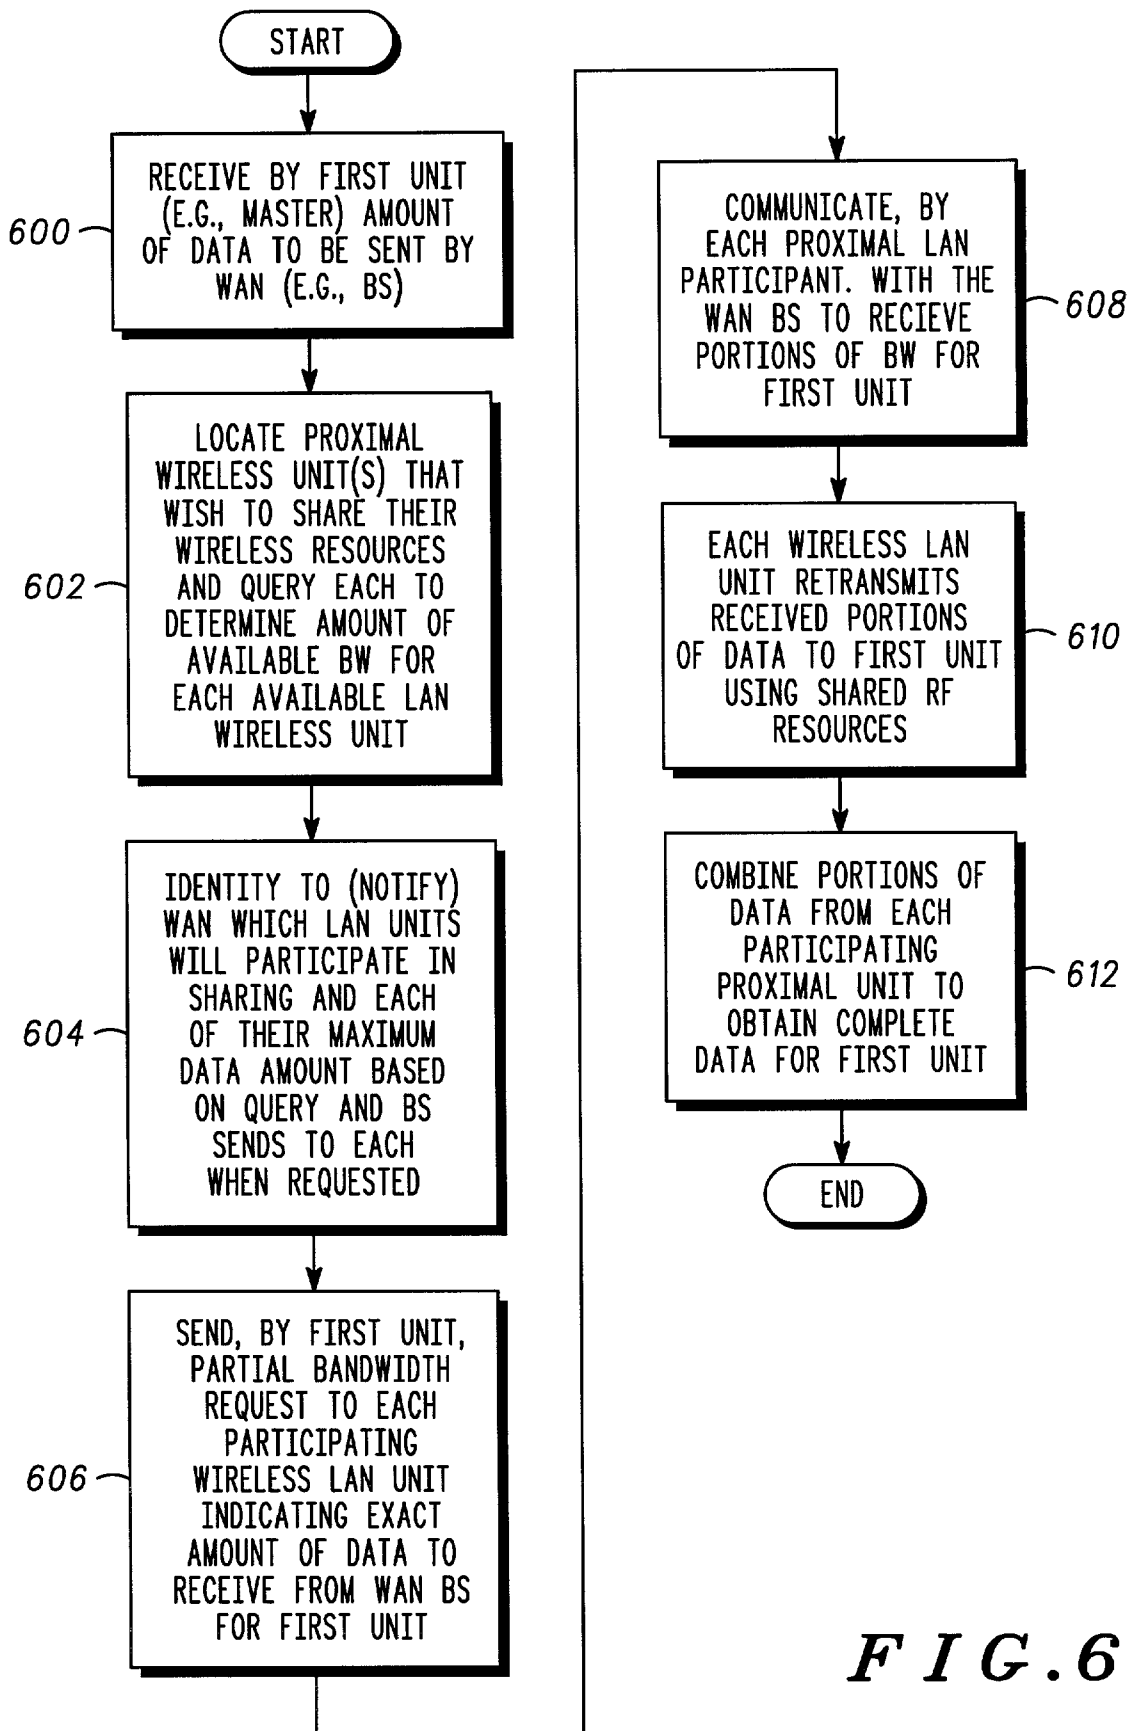 START
600
RECEIVE BY FIRST UNIT
(E.G., MASTER) AMOUNT
OF DATA TO BE SENT BY
WAN (E.G., BS)
602
LOCATE PROXIMAL
WIRELESS UNIT(S) THAT
WISH TO SHARE THEIR
WIRELESS RESOURCES
AND QUERY EACH TO
DETERMINE AMOUNT OF
AVAILABLE BW FOR
EACH AVAILABLE LAN
WIRELESS UNIT
604
IDENTITY TO (NOTIFY)
WAN WHICH LAN UNITS
WILL PARTICIPATE IN
SHARING AND EACH
OF THEIR MAXIMUM
DATA AMOUNT BASED
ON QUERY AND BS
SENDS TO EACH
WHEN REQUESTED
606
SEND, BY FIRST UNIT,
PARTIAL BANDWIDTH
REQUEST TO EACH
PARTICIPATING
WIRELESS LAN UNIT
INDICATING EXACT
AMOUNT OF DATA TO
RECEIVE FROM WAN BS
FOR FIRST UNIT
COMMUNICATE, BY
EACH PROXIMAL LAN
PARTICIPANT. WITH THE
WAN BS TO RECIEVE
PORTIONS OF BW FOR
FIRST UNIT
608
EACH WIRELESS LAN
UNIT RETRANSMITS
RECEIVED PORTIONS
OF DATA TO FIRST UNIT
USING SHARED RF
RESOURCES
610
COMBINE PORTIONS OF
DATA FROM EACH
PARTICIPATING
PROXIMAL UNIT TO
OBTAIN COMPLETE
DATA FOR FIRST UNIT
612
END
FIG.6